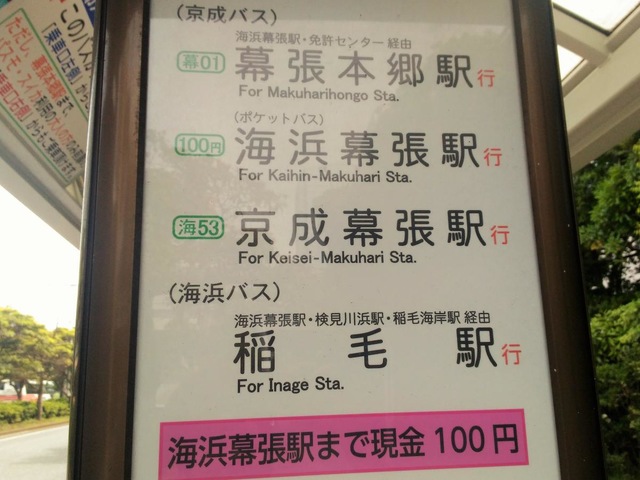 (京成バス)
海浜幕張駅・免許センター 経由
幕01 幕張本郷駅行
For Makuharihongo Sta.
(ポケットバス)
100円 海浜幕張駅行
For Kaihin-Makuhari Sta.
海53 京成幕張駅行
For Keisei-Makuhari Sta.
(海浜バス)
海浜幕張駅・検見川浜駅・稲毛海岸駅 経由
稲毛駅行
For Inage Sta.
海浜幕張駅まで現金100円